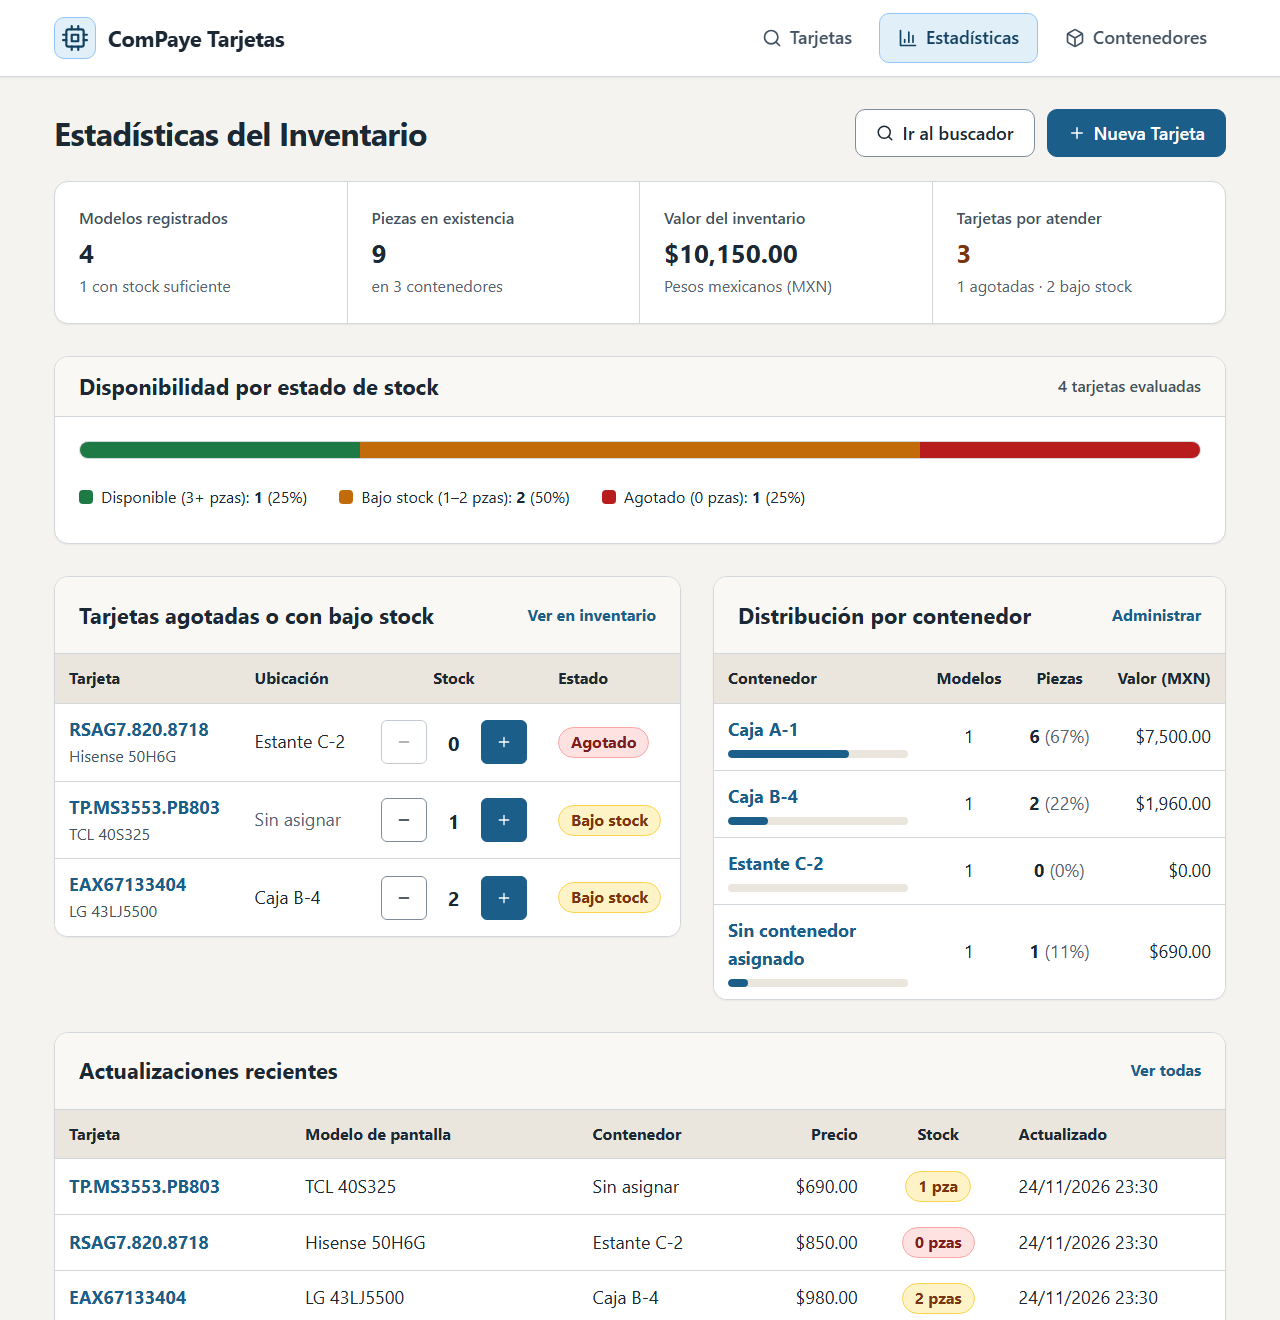 ComPaye Tarjetas
Tarjetas
Estadísticas
Contenedores
Estadísticas del Inventario
Ir al buscador
+ Nueva Tarjeta
Modelos registrados
4
1 con stock suficiente
Piezas en existencia
9
en 3 contenedores
Valor del inventario
$10,150.00
Pesos mexicanos (MXN)
Tarjetas por atender
3
1 agotadas · 2 bajo stock
Disponibilidad por estado de stock
4 tarjetas evaluadas
Disponible (3+ pzas): 1 (25%)
Bajo stock (1–2 pzas): 2 (50%)
Agotado (0 pzas): 1 (25%)
Tarjetas agotadas o con bajo stock
Ver en inventario
Tarjeta Ubicación Stock Estado
RSAG7.820.8718
Hisense 50H6G
Estante C-2
− 0 +
Agotado
TP.MS3553.PB803
TCL 40S325
Sin asignar
− 1 +
Bajo stock
EAX67133404
LG 43LJ5500
Caja B-4
− 2 +
Bajo stock
Distribución por contenedor
Administrar
Contenedor Modelos Piezas Valor (MXN)
Caja A-1 1 6 (67%) $7,500.00
Caja B-4 1 2 (22%) $1,960.00
Estante C-2 1 0 (0%) $0.00
Sin contenedor
asignado
1 1 (11%) $690.00
Actualizaciones recientes
Ver todas
Tarjeta Modelo de pantalla Contenedor Precio Stock Actualizado
TP.MS3553.PB803 TCL 40S325 Sin asignar $690.00 1 pza 24/11/2026 23:30
RSAG7.820.8718 Hisense 50H6G Estante C-2 $850.00 0 pzas 24/11/2026 23:30
EAX67133404 LG 43LJ5500 Caja B-4 $980.00 2 pzas 24/11/2026 23:30